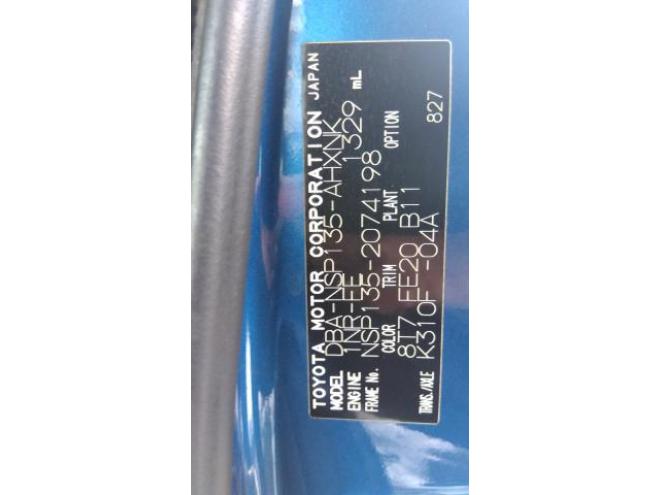 TOYOTA MOTOR CORPORATION JAPAN
MODEL DBA-NSP135-AHXNK
ENGINE 1NR-FE 1329 mL
FRAME No. NSP135-2074198
COLOR TRIM PLANT OPTION
8T7 EE20 B11 827
TRANS./AXLE K310F -04A